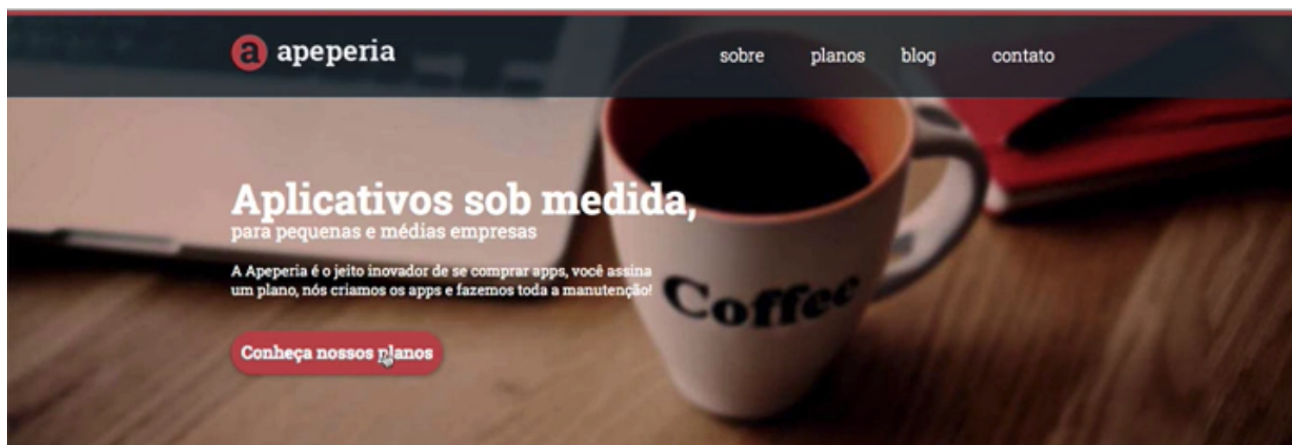 a apeperia
sobre planos blog contato
Aplicativos sob medida,
para pequenas e médias empresas
A Apeperia é o jeito inovador de se comprar apps, você assina
um plano, nós criamos os apps e fazemos toda a manutenção!
Coffee
Conheça nossos planos